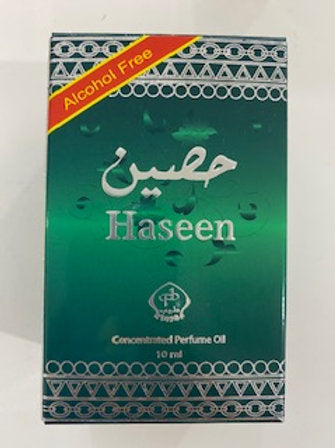 Alcohol Free
حصين
Haseen
Concentrated Perfume Oil
10 ml